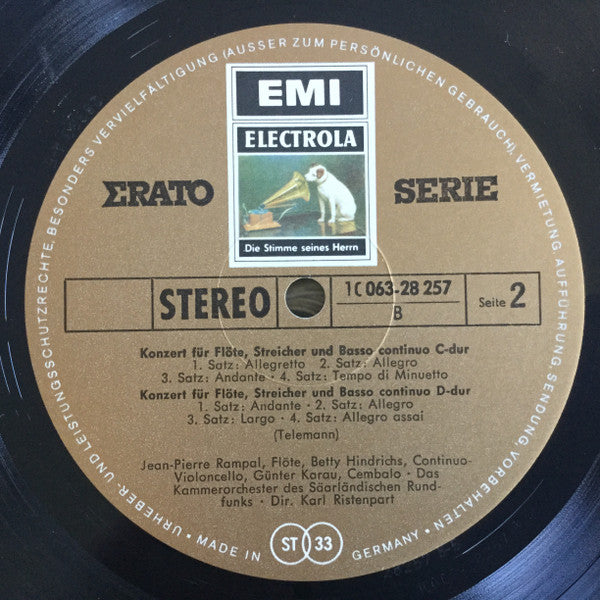 URHEBER- UND LEISTUNGSSCHUTZRECHTE, BESONDERS VERVIELFÄLTIGUNG (AUSSER ZUM PERSÖNLICHEN GEBRAUCH), VERMIETUNG, AUFFÜHRUNG, SENDUNG, VORBEHALTEN
EMI
ELECTROLA
Die Stimme seines Herrn
ΣRATO SERIE
STEREO
1C 063-28 257
B
Seite 2
Konzert für Flöte, Streicher und Basso continuo C-dur
1. Satz: Allegretto 2. Satz: Allegro
3. Satz: Andante · 4. Satz: Tempo di Minuetto
Konzert für Flöte, Streicher und Basso continuo D-dur
1. Satz: Andante · 2. Satz: Allegro
3. Satz: Largo · 4. Satz: Allegro assai
(Telemann)
Jean-Pierre Rampal, Flöte, Betty Hindrichs, Continuo-
Violoncello, Günter Korau, Cembalo · Das
Kammerorchester des Säarländischen Rund-
funks · Dir. Karl Ristenpart
MADE IN ST 33 GERMANY